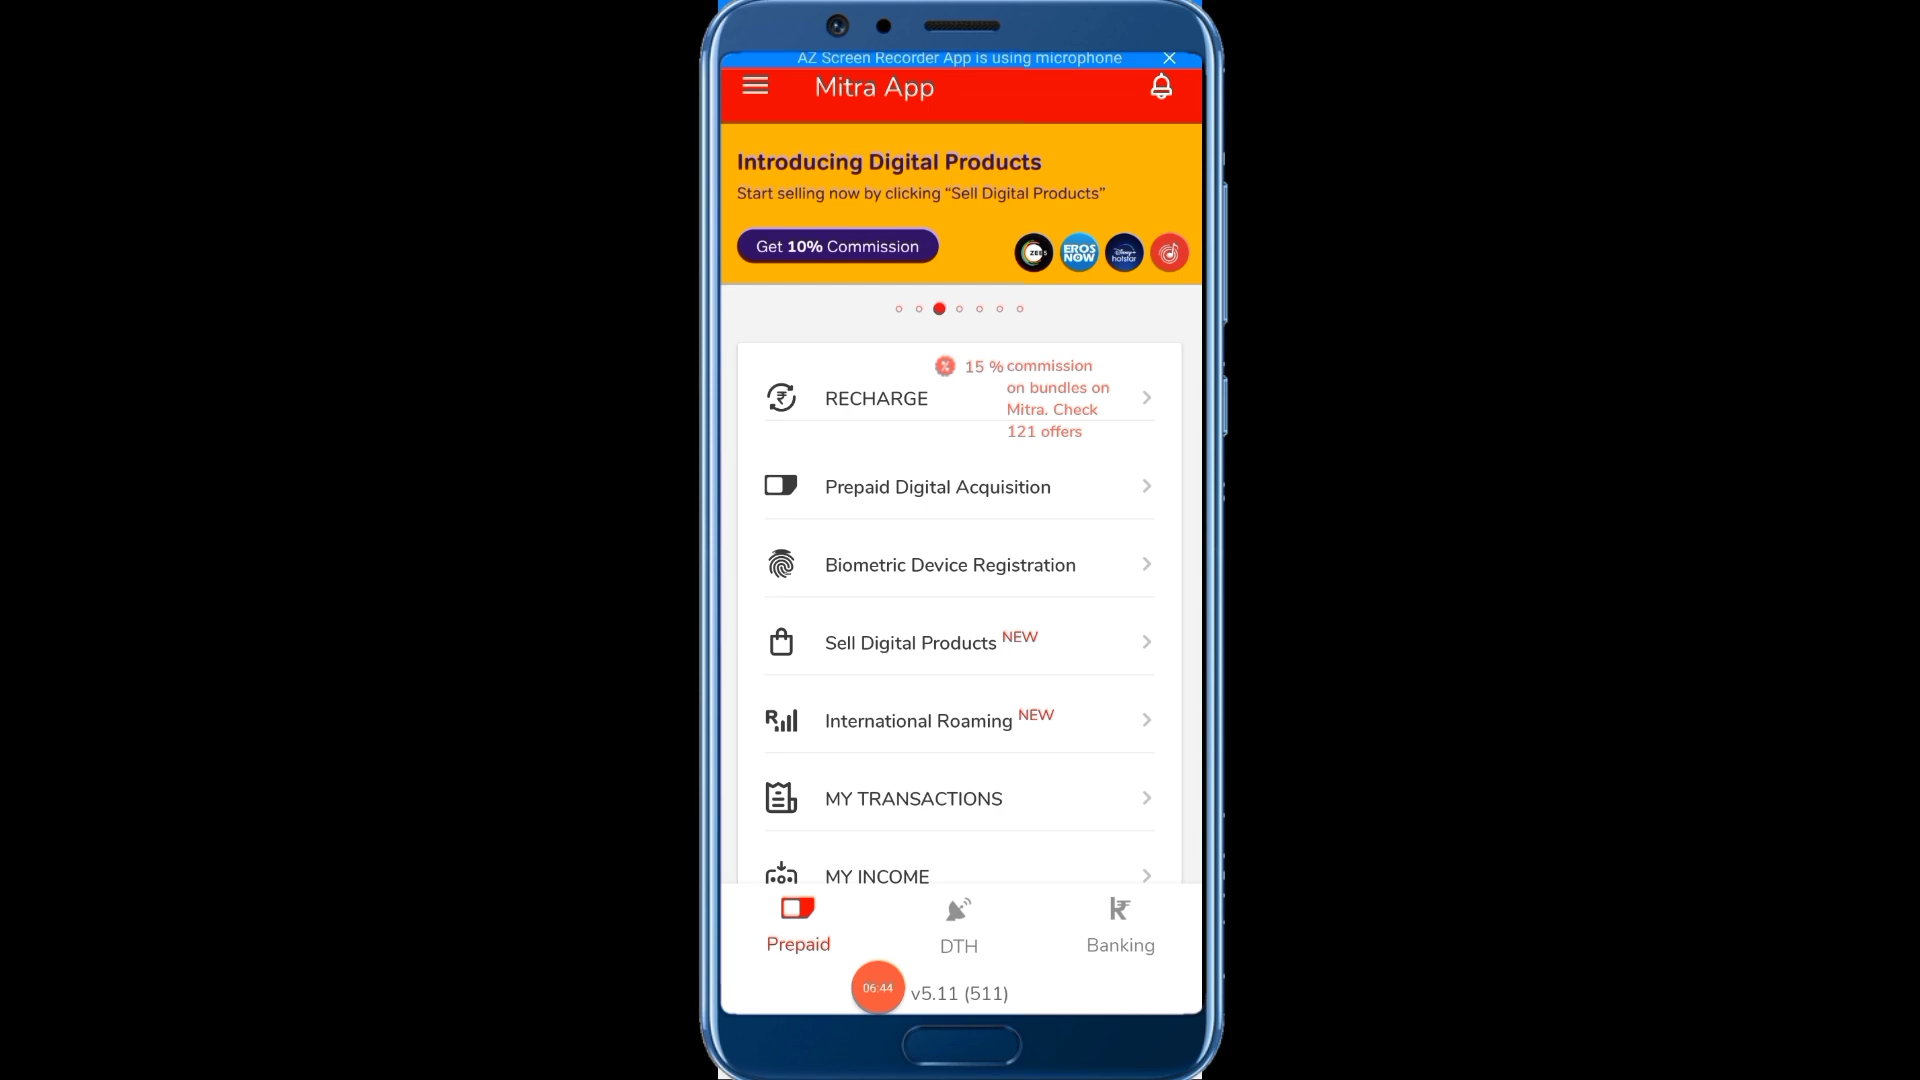 AZ Screen Recorder App is using microphone
Mitra App
Introducing Digital Products
Start selling now by clicking “Sell Digital Products”
Get 10% Commission
ZEE5
EROS NOW
Disney+ hotstar
RECHARGE
15 % commission
on bundles on
Mitra. Check
121 offers
Prepaid Digital Acquisition
Biometric Device Registration
Sell Digital Products NEW
International Roaming NEW
MY TRANSACTIONS
MY INCOME
Prepaid
DTH
Banking
06:44
v5.11 (511)